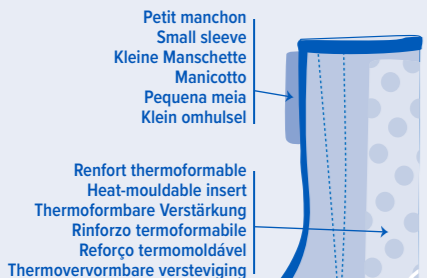 Petit manchon
Small sleeve
Kleine Manschette
Manicotto
Pequena meia
Klein omhulsel
Renfort thermoformable
Heat-mouldable insert
Thermoformbare Verstärkung
Rinforzo termoformabile
Reforço termomoldável
Thermovervormbare versteviging